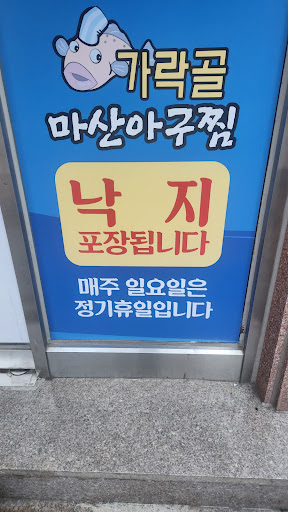 가락골
마산아구찜
낙지
포장됩니다
매주 일요일은
정기휴일입니다